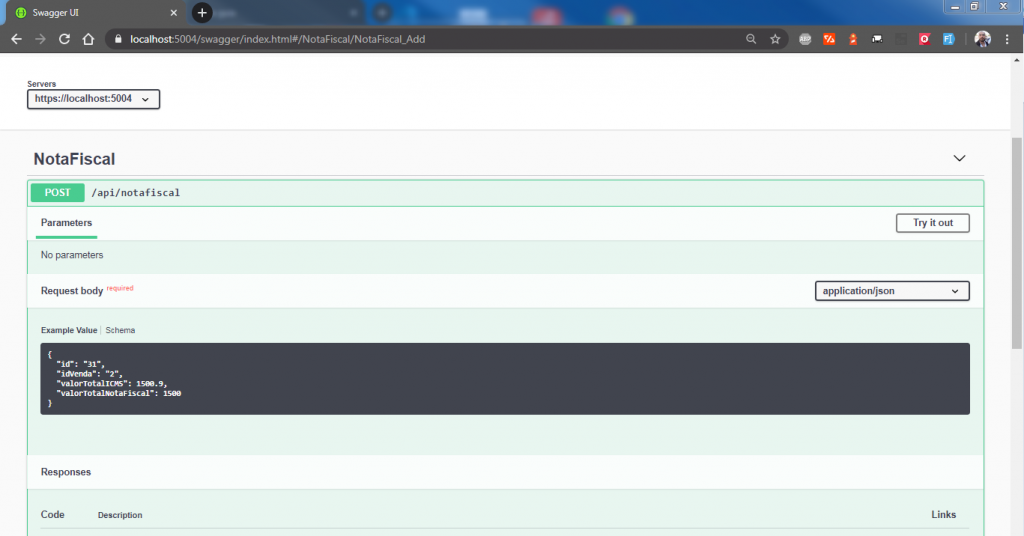 Swagger UI
localhost:5004/swagger/index.html#/NotaFiscal/NotaFiscal_Add
Servers
https://localhost:5004
NotaFiscal
POST /api/notafiscal
Parameters
Try it out
No parameters
Request body required
application/json
Example Value | Schema
{
"id": "31",
"idVenda": "2",
"valorTotalICMS": 1500.9,
"valorTotalNotaFiscal": 1500
}
Responses
Code Description Links